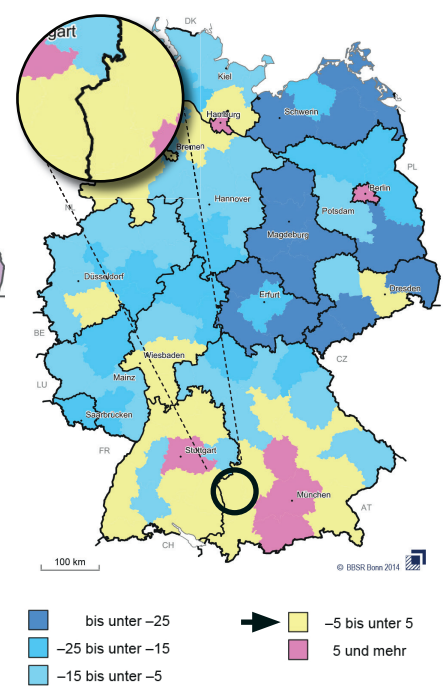 gart
DK
Kiel
Schwerin
Hamburg
Bremen
PL
Berlin
Hannover
Potsdam
NL
Magdeburg
Düsseldorf
Erfurt
Dresden
BE
Wiesbaden
CZ
Mainz
LU
Saarbrücken
FR
Stuttgart
München
AT
CH
100 km
© BBSR Bonn 2014
bis unter –25
–25 bis unter –15
–15 bis unter –5
–5 bis unter 5
5 und mehr